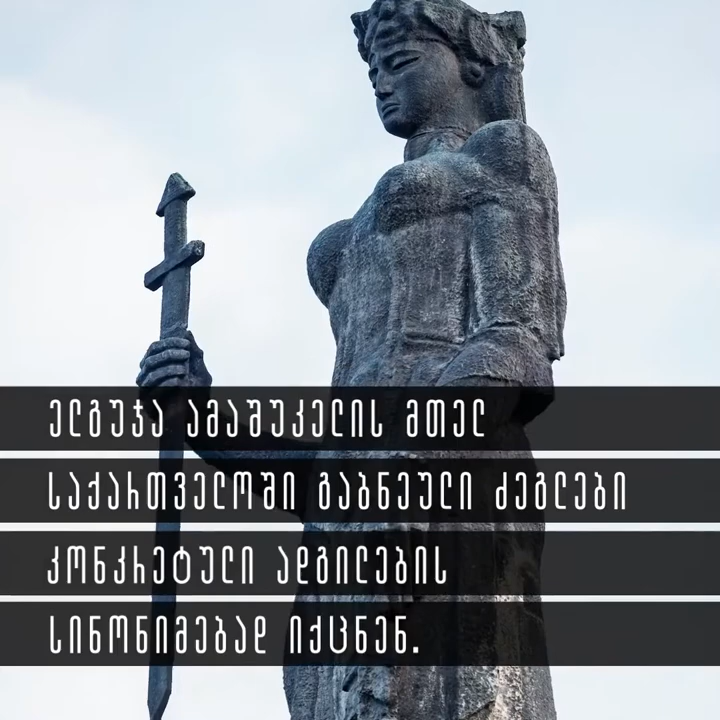 ელგუჯა ამაშუკელის მთელ
საქართველოში გაბნეული ძეგლები
კონკრეტული ადგილების
სინონიმებად იქცნენ.